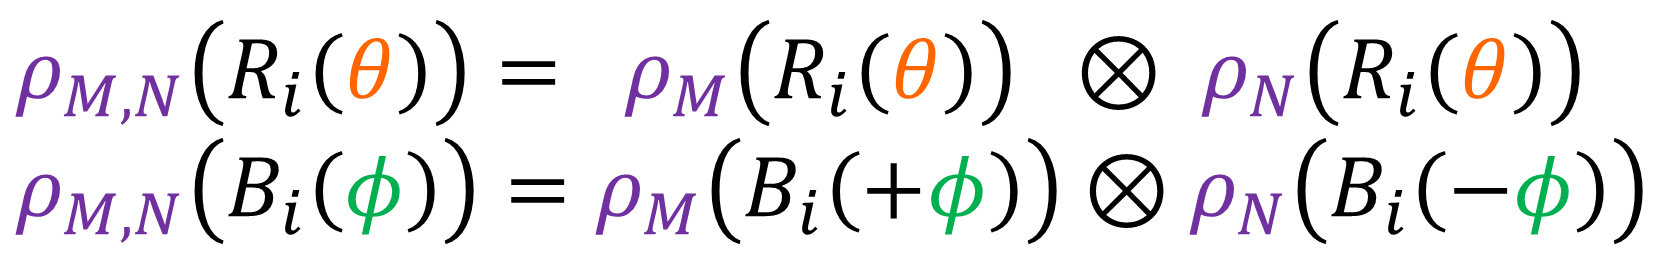 ρ_{M,N}(R_i(θ)) = ρ_M(R_i(θ)) ⊗ ρ_N(R_i(θ))
ρ_{M,N}(B_i(ϕ)) = ρ_M(B_i(+ϕ)) ⊗ ρ_N(B_i(−ϕ))